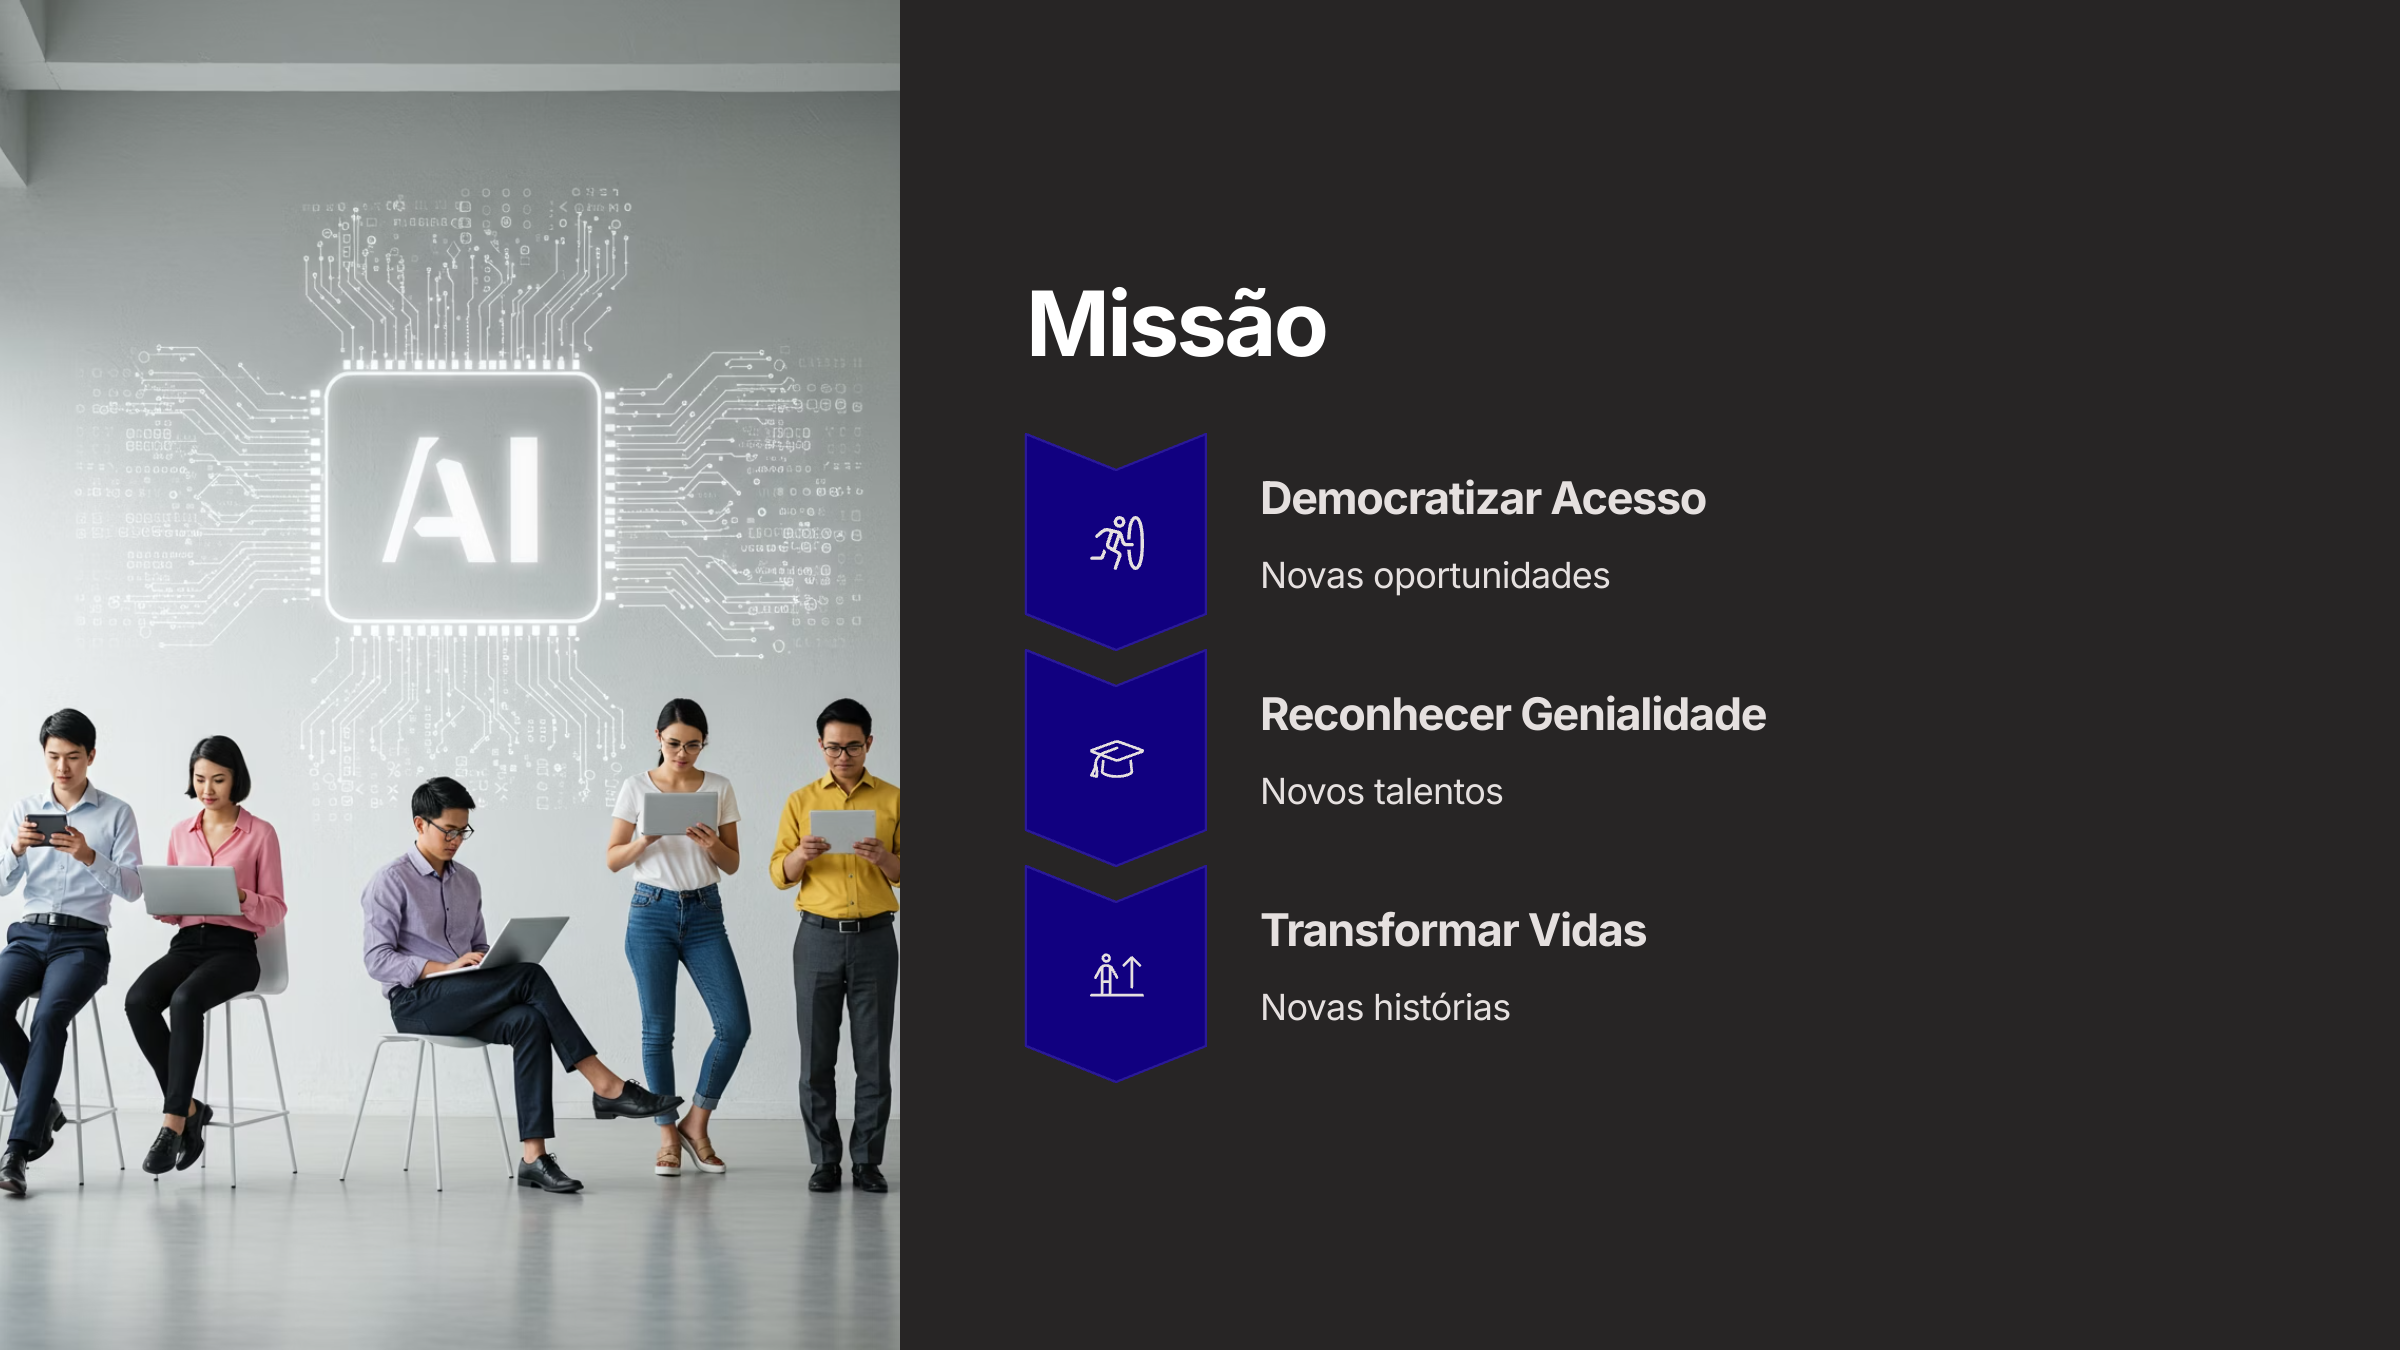 AI
Missão
Democratizar Acesso
Novas oportunidades
Reconhecer Genialidade
Novos talentos
Transformar Vidas
Novas histórias